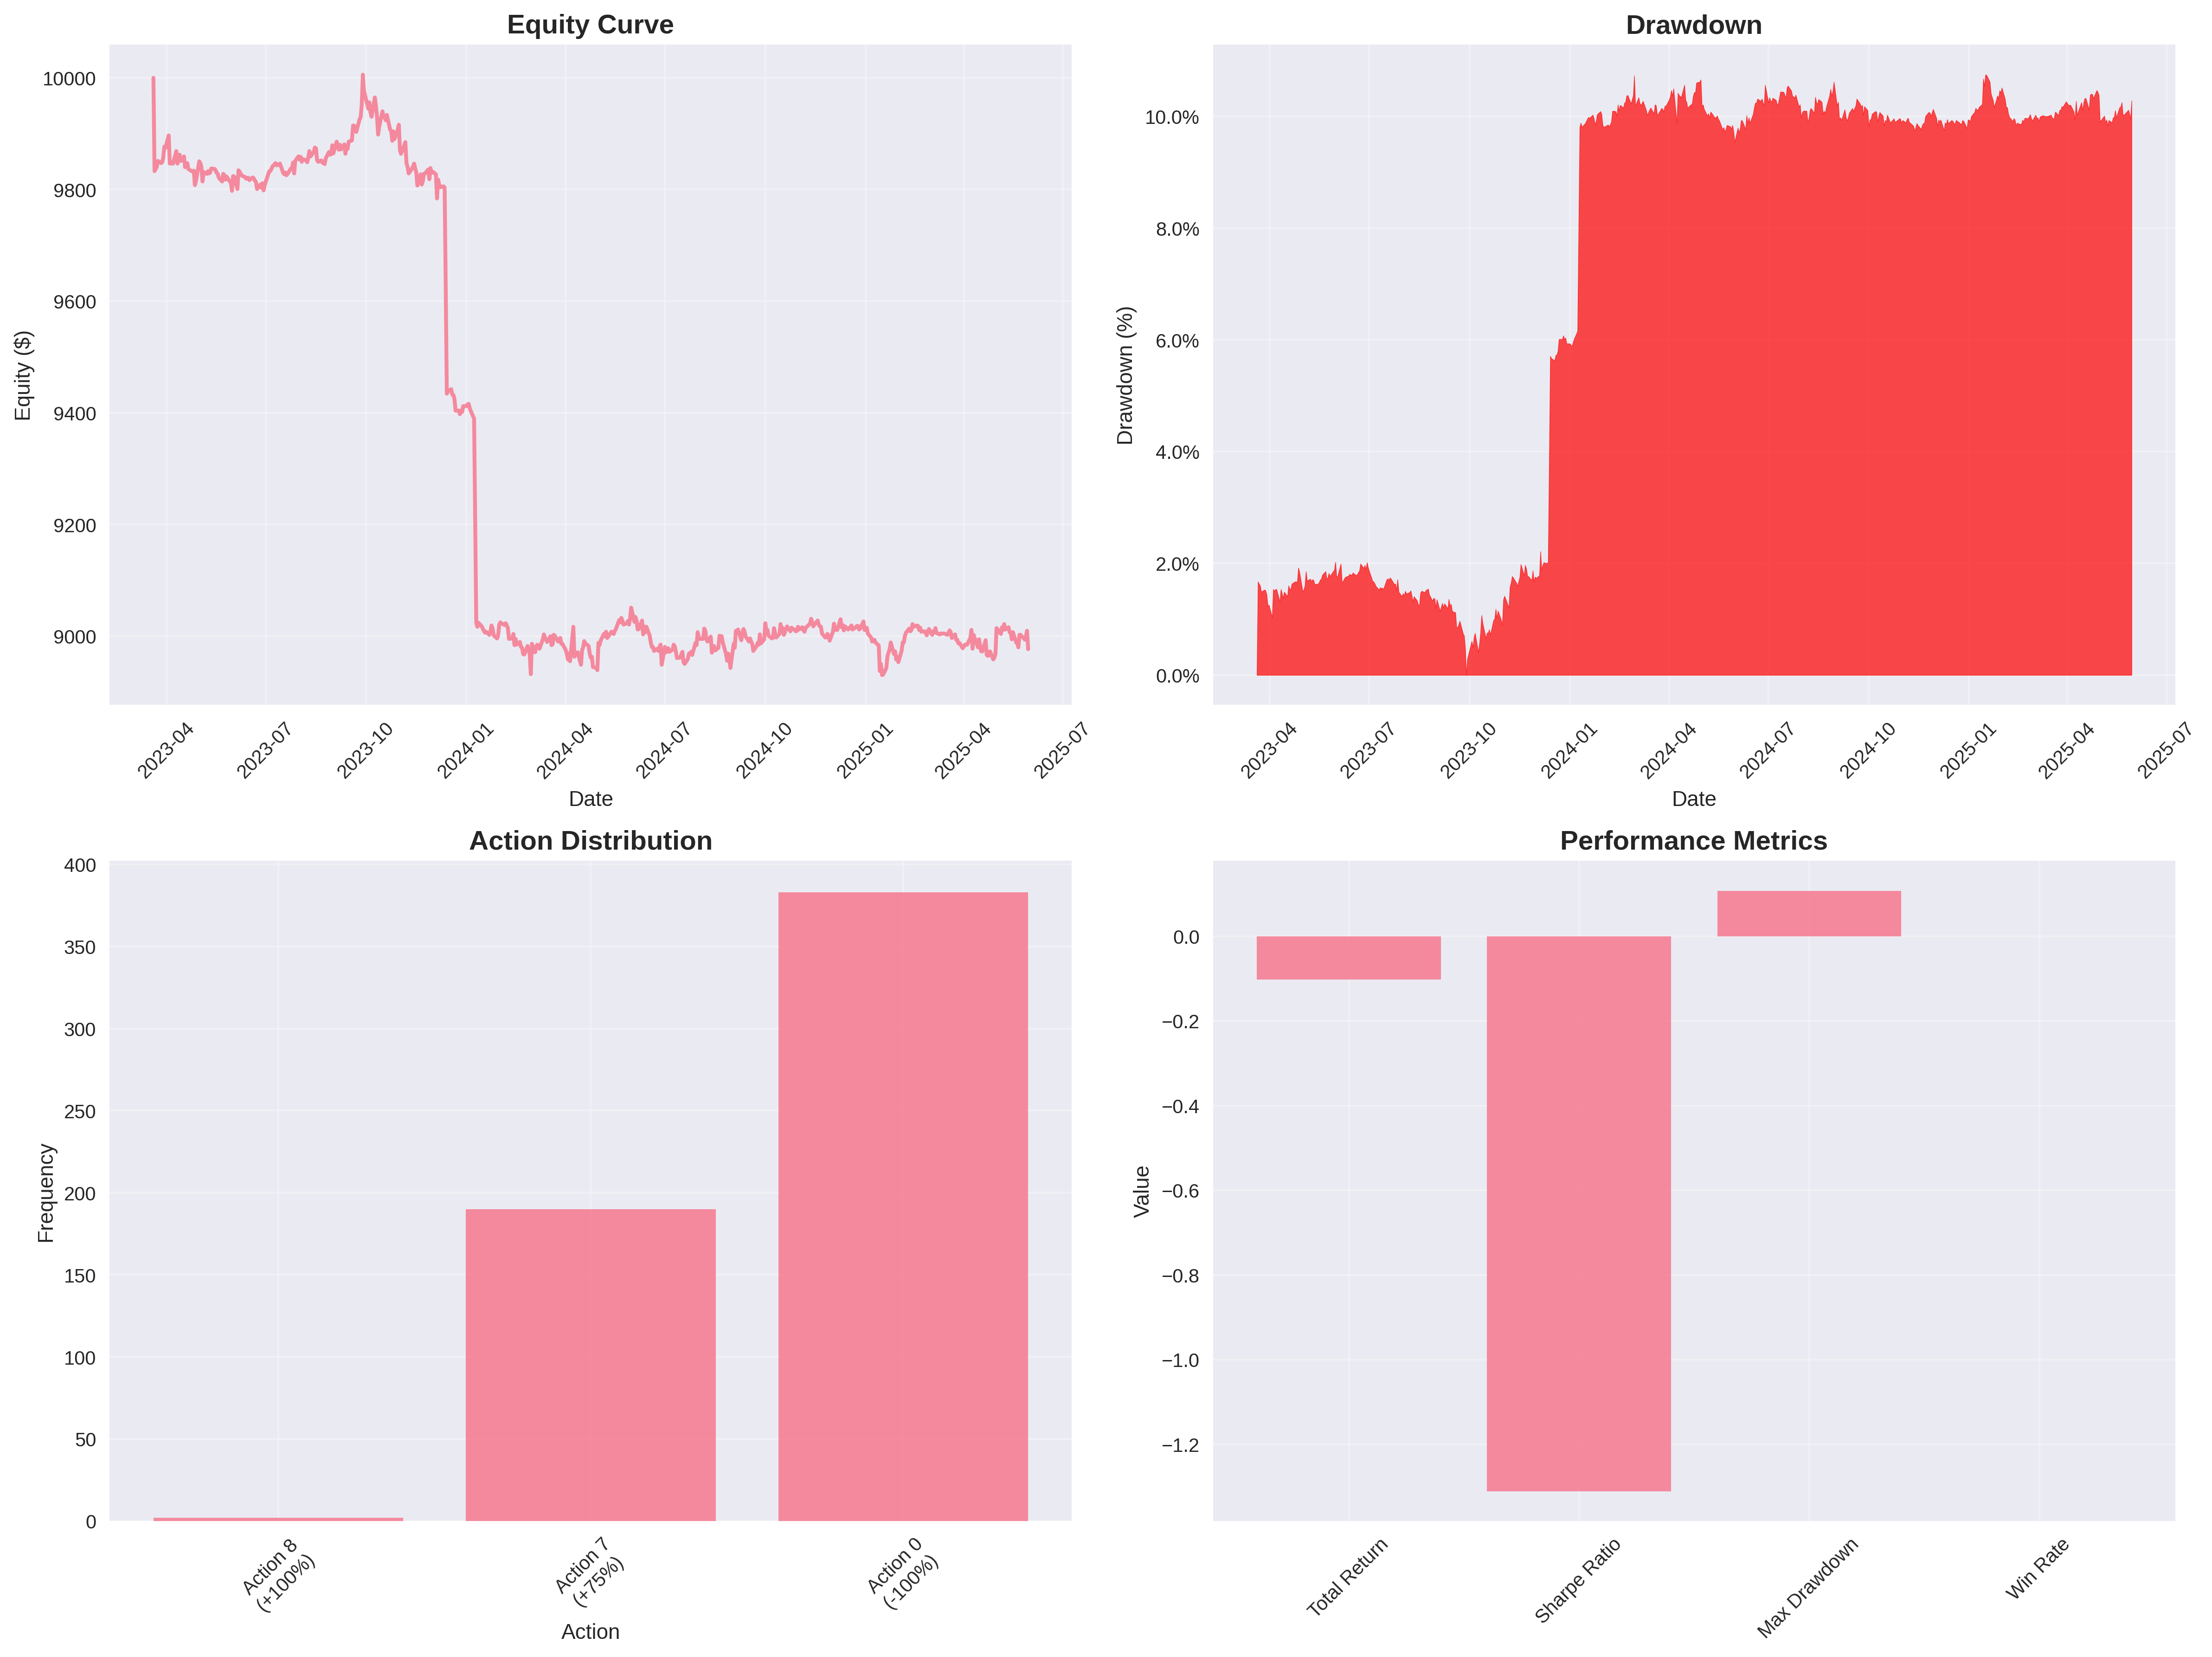 Equity Curve
Equity ($)
10000
9800
9600
9400
9200
9000
2023-04
2023-07
2023-10
2024-01
2024-04
2024-07
2024-10
2025-01
2025-04
2025-07
Date
Drawdown
Drawdown (%)
10.0%
8.0%
6.0%
4.0%
2.0%
0.0%
2023-04
2023-07
2023-10
2024-01
2024-04
2024-07
2024-10
2025-01
2025-04
2025-07
Date
Action Distribution
Frequency
400
350
300
250
200
150
100
50
0
Action 8
(+100%)
Action 7
(+75%)
Action 0
(-100%)
Action
Performance Metrics
Value
0.0
−0.2
−0.4
−0.6
−0.8
−1.0
−1.2
Total Return
Sharpe Ratio
Max Drawdown
Win Rate